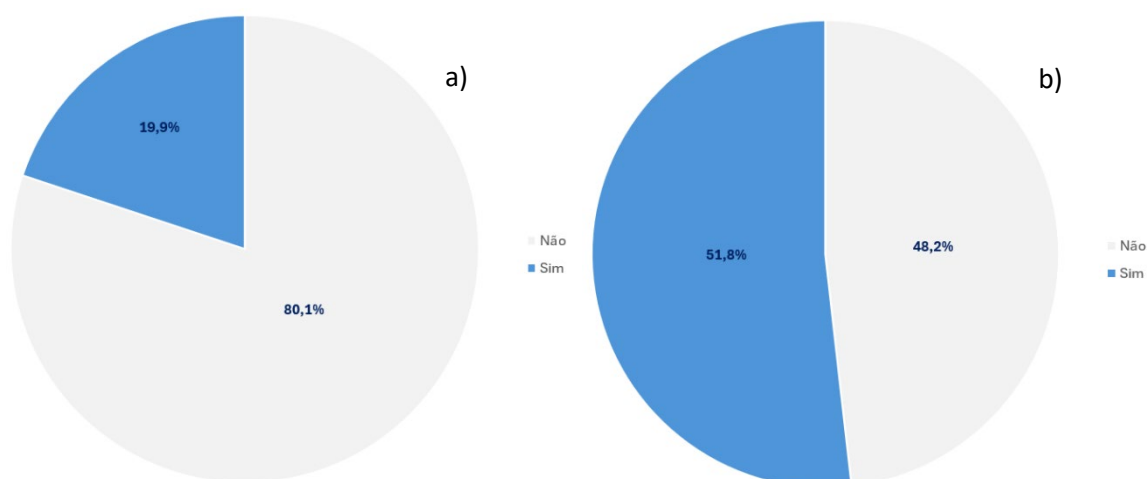 a)
19,9%
80,1%
Não
Sim
b)
51,8%
48,2%
Não
Sim